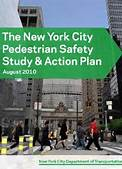 The New York City
Pedestrian Safety
Study & Action Plan
August 2010
New York City Department of Transportation